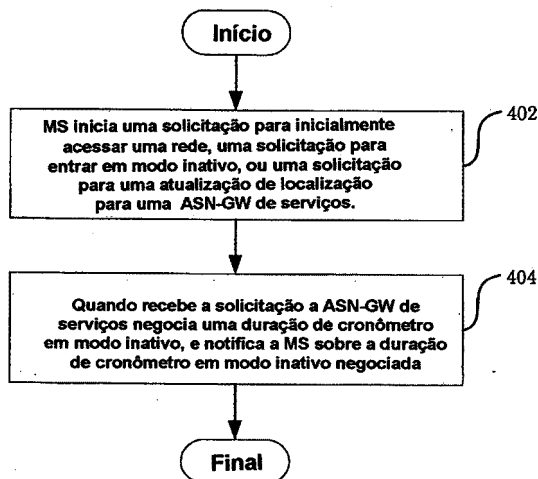 Início
MS inicia uma solicitação para inicialmente
acessar uma rede, uma solicitação para
entrar em modo inativo, ou uma solicitação
para uma atualização de localização
para uma ASN-GW de serviços.
402
Quando recebe a solicitação a ASN-GW de
serviços negocia uma duração de cronômetro
em modo inativo, e notifica a MS sobre a duração
de cronômetro em modo inativo negociada
404
Final